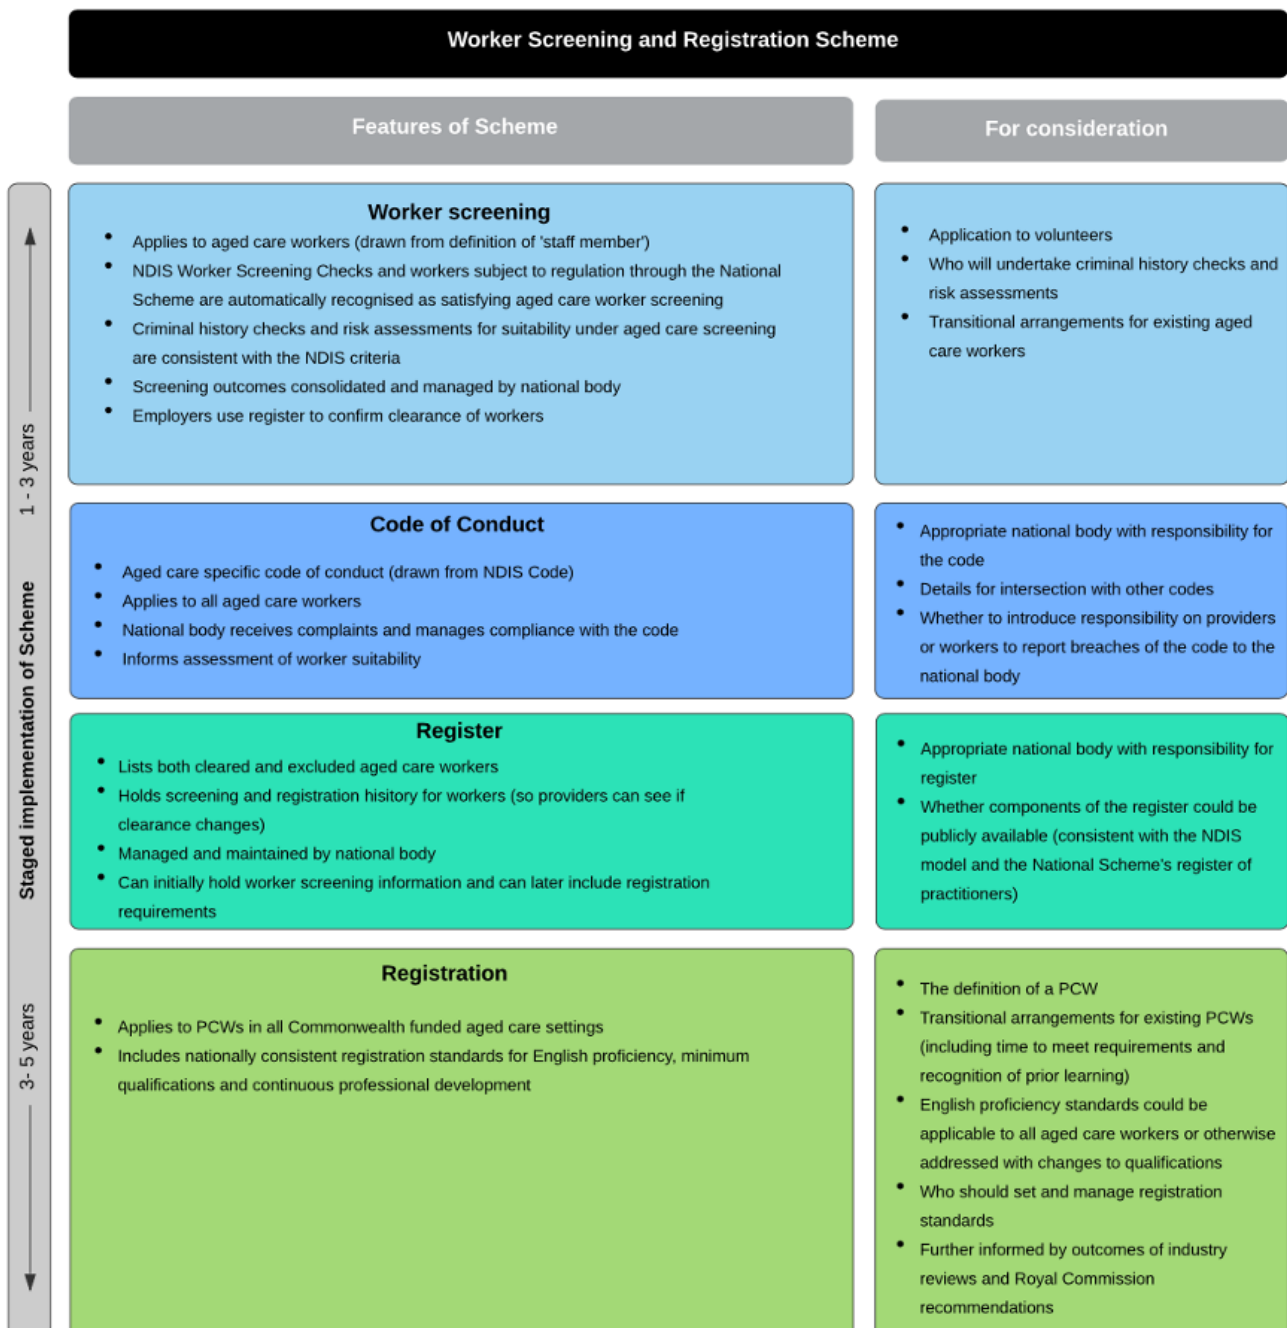 Worker Screening and Registration Scheme
Features of Scheme
For consideration
Staged implementation of Scheme
1 - 3 years
3- 5 years
Worker screening
• Applies to aged care workers (drawn from definition of 'staff member')
• NDIS Worker Screening Checks and workers subject to regulation through the National
Scheme are automatically recognised as satisfying aged care worker screening
• Criminal history checks and risk assessments for suitability under aged care screening
are consistent with the NDIS criteria
• Screening outcomes consolidated and managed by national body
• Employers use register to confirm clearance of workers
• Application to volunteers
• Who will undertake criminal history checks and
risk assessments
• Transitional arrangements for existing aged
care workers
Code of Conduct
• Aged care specific code of conduct (drawn from NDIS Code)
• Applies to all aged care workers
• National body receives complaints and manages compliance with the code
• Informs assessment of worker suitability
• Appropriate national body with responsibility for
the code
• Details for intersection with other codes
• Whether to introduce responsibility on providers
or workers to report breaches of the code to the
national body
Register
• Lists both cleared and excluded aged care workers
• Holds screening and registration hisitory for workers (so providers can see if
clearance changes)
• Managed and maintained by national body
• Can initially hold worker screening information and can later include registration
requirements
• Appropriate national body with responsibility for
register
• Whether components of the register could be
publicly available (consistent with the NDIS
model and the National Scheme's register of
practitioners)
Registration
• Applies to PCWs in all Commonwealth funded aged care settings
• Includes nationally consistent registration standards for English proficiency, minimum
qualifications and continuous professional development
• The definition of a PCW
• Transitional arrangements for existing PCWs
(including time to meet requirements and
recognition of prior learning)
• English proficiency standards could be
applicable to all aged care workers or otherwise
addressed with changes to qualifications
• Who should set and manage registration
standards
• Further informed by outcomes of industry
reviews and Royal Commission
recommendations